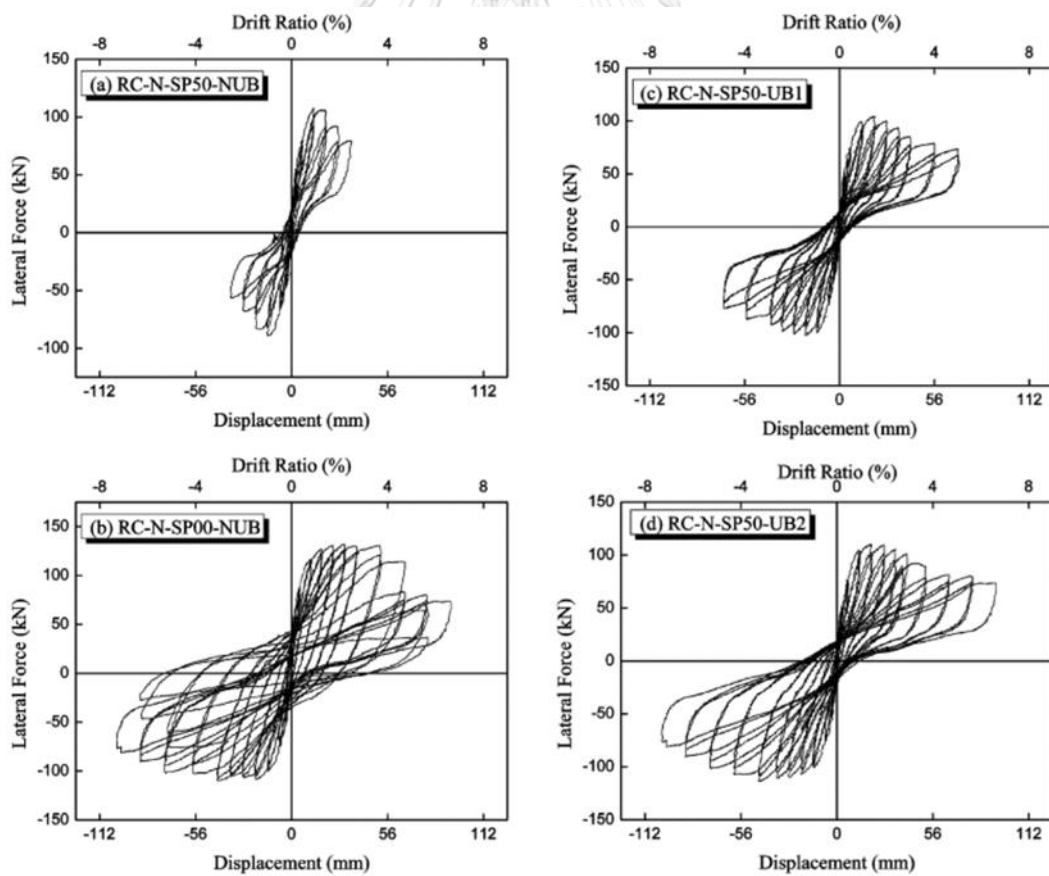 Drift Ratio (%)
-8 -4 0 4 8
150
100
50
0
-50
-100
Lateral Force (kN)
(a) RC-N-SP50-NUB
-112 -56 0 56 112
Displacement (mm)
Drift Ratio (%)
-8 -4 0 4 8
150
100
50
0
-50
-100
-150
Lateral Force (kN)
(c) RC-N-SP50-UB1
-112 -56 0 56 112
Displacement (mm)
Drift Ratio (%)
-8 -4 0 4 8
150
100
50
0
-50
-100
-150
Lateral Force (kN)
(b) RC-N-SP00-NUB
-112 -56 0 56 112
Displacement (mm)
Drift Ratio (%)
-8 -4 0 4 8
150
100
50
0
-50
-100
-150
Lateral Force (kN)
(d) RC-N-SP50-UB2
-112 -56 0 56 112
Displacement (mm)